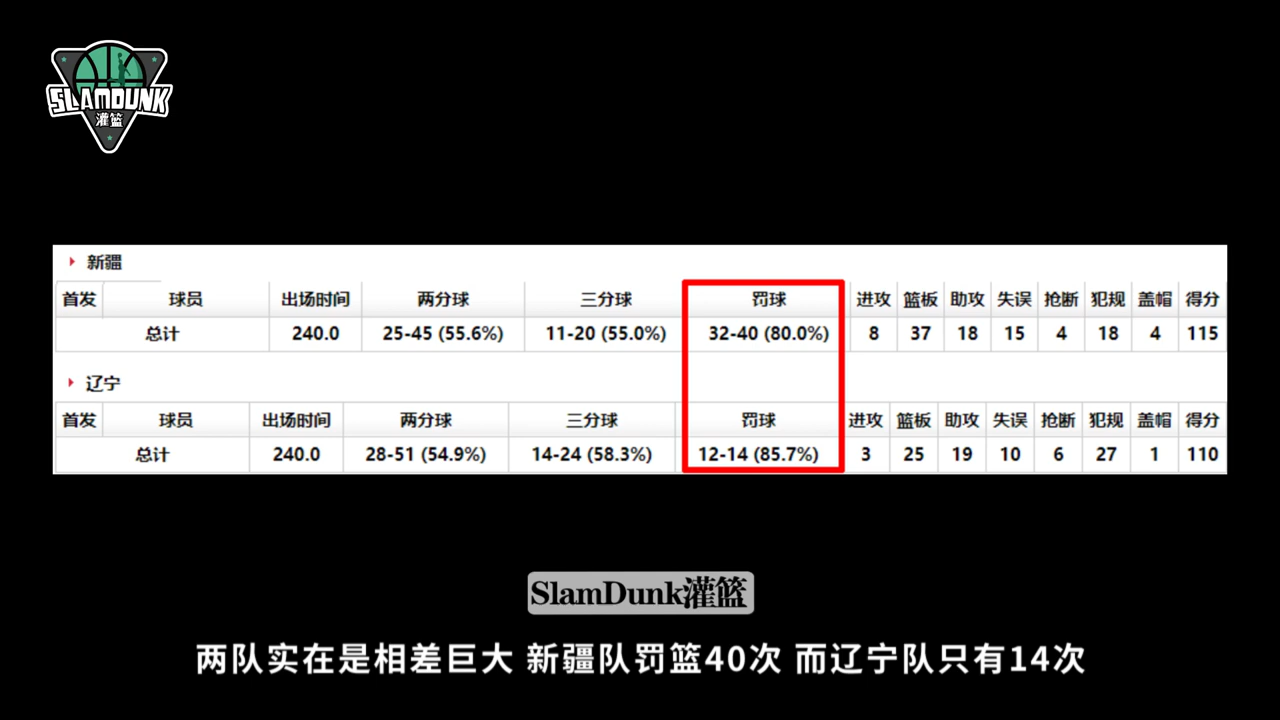 SLAMDUNK
灌篮
新疆
首发 球员 出场时间 两分球 三分球 罚球 进攻 篮板 助攻 失误 抢断 犯规 盖帽 得分
总计 240.0 25-45 (55.6%) 11-20 (55.0%) 32-40 (80.0%) 8 37 18 15 4 18 4 115
辽宁
首发 球员 出场时间 两分球 三分球 罚球 进攻 篮板 助攻 失误 抢断 犯规 盖帽 得分
总计 240.0 28-51 (54.9%) 14-24 (58.3%) 12-14 (85.7%) 3 25 19 10 6 27 1 110
SlamDunk灌篮
两队实在是相差巨大 新疆队罚篮40次 而辽宁队只有14次